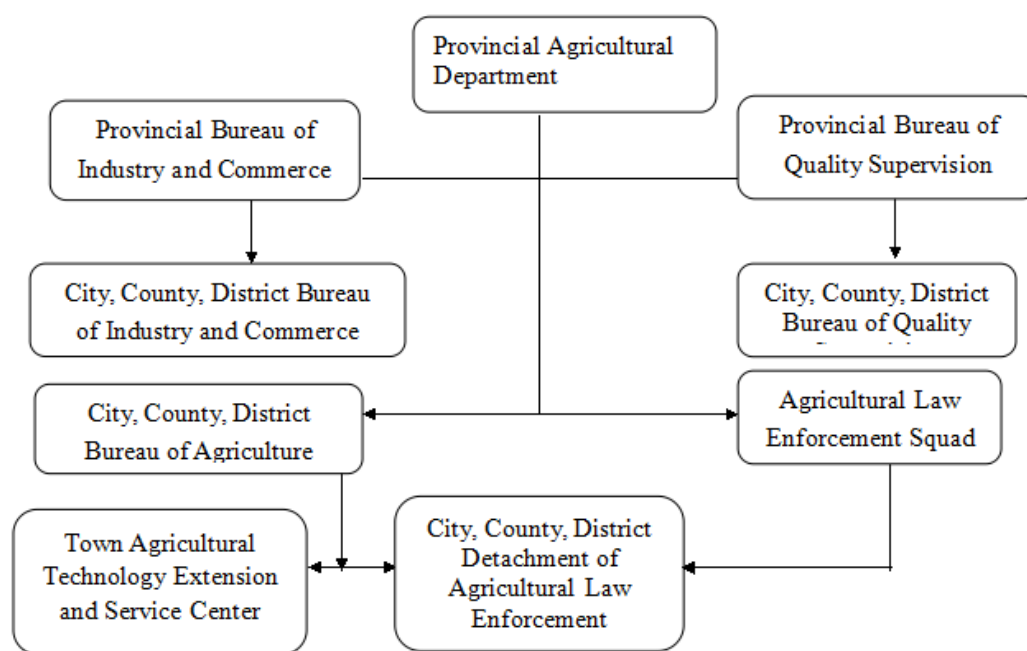 Provincial Agricultural
Department
Provincial Bureau of
Industry and Commerce
Provincial Bureau of
Quality Supervision
City, County, District Bureau
of Industry and Commerce
City, County, District
Bureau of Quality
City, County, District
Bureau of Agriculture
Agricultural Law
Enforcement Squad
Town Agricultural
Technology Extension
and Service Center
City, County, District
Detachment of
Agricultural Law
Enforcement